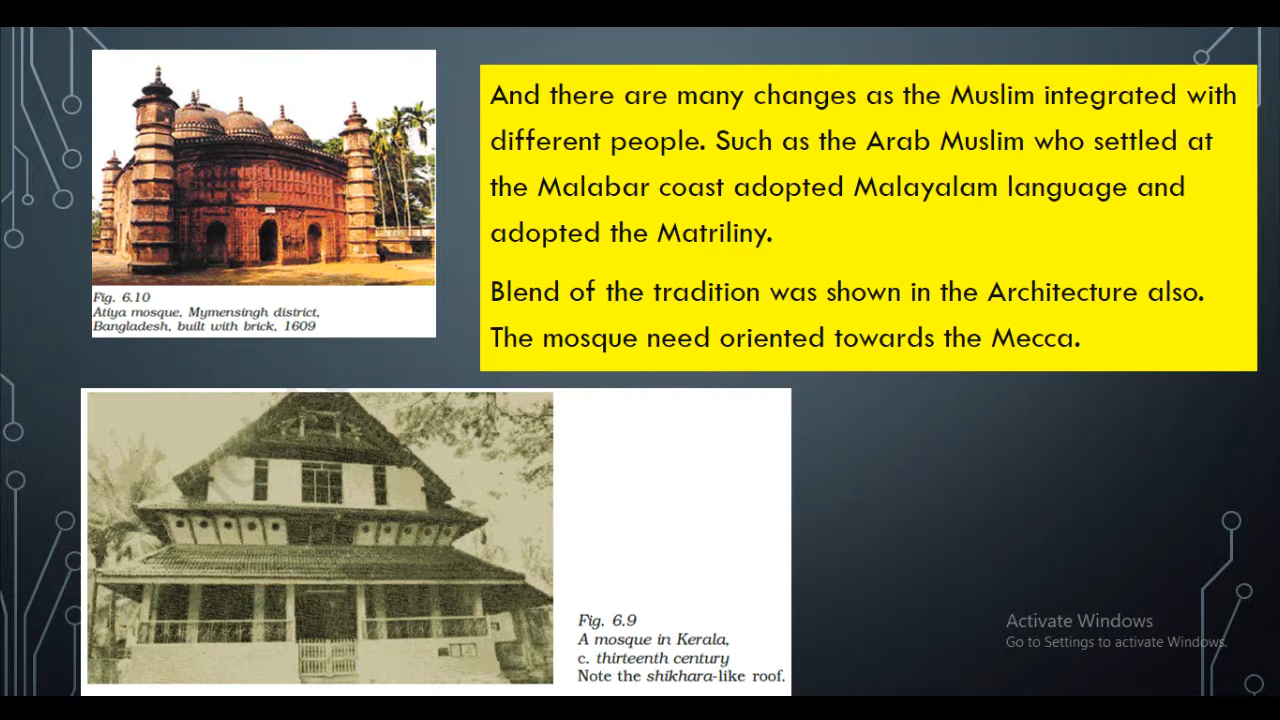 And there are many changes as the Muslim integrated with
different people. Such as the Arab Muslim who settled at
the Malabar coast adopted Malayalam language and
adopted the Matriliny.
Blend of the tradition was shown in the Architecture also.
The mosque need oriented towards the Mecca.
Fig. 6.10
Atiya mosque, Mymensingh district,
Bangladesh, built with brick, 1609
Fig. 6.9
A mosque in Kerala,
c. thirteenth century
Note the shikhara-like roof.
Activate Windows
Go to Settings to activate Windows.